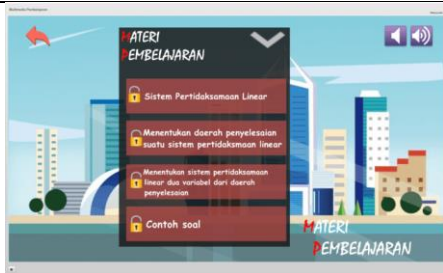 Multimedia Pembelajaran
MATERI
PEMBELAJARAN
Sistem Pertidaksamaan Linear
Menentukan daerah penyelesaian
suatu sistem pertidaksmaan linear
Menentukan sistem pertidaksamaan
linear dua variabel dari daerah
penyelesaian
Contoh soal
MATERI
PEMBELAJARAN